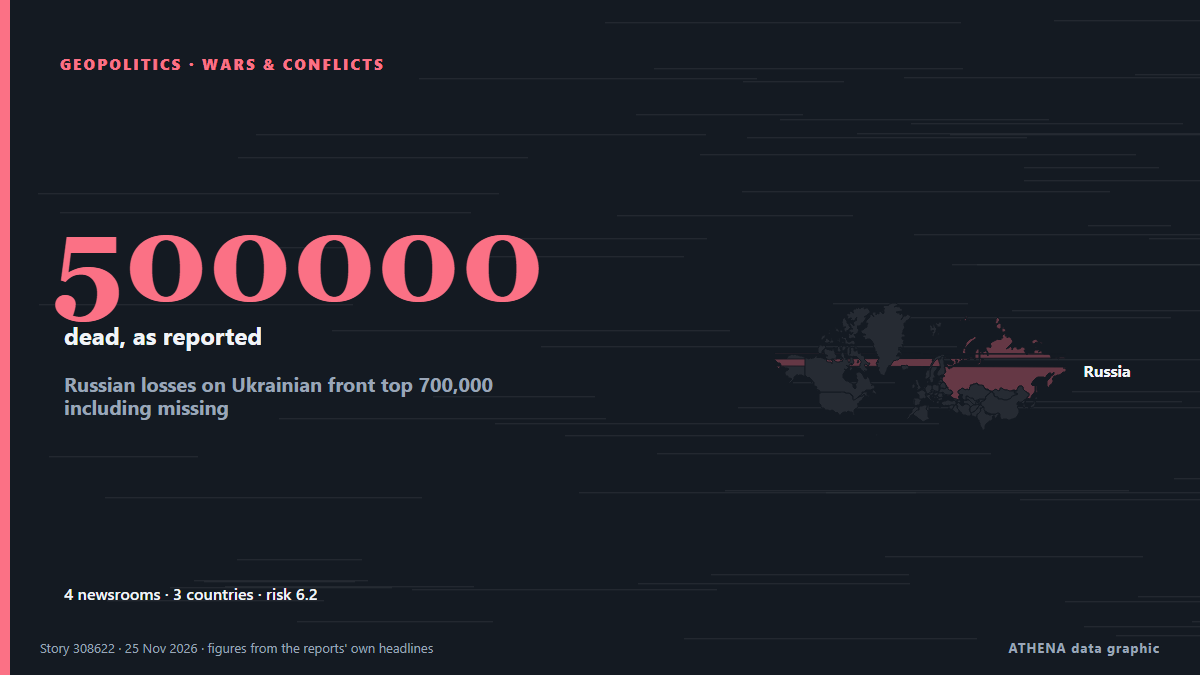 GEOPOLITICS · WARS & CONFLICTS
500000
dead, as reported
Russian losses on Ukrainian front top 700,000
including missing
Russia
4 newsrooms · 3 countries · risk 6.2
Story 308622 · 25 Nov 2026 · figures from the reports' own headlines
ATHENA data graphic